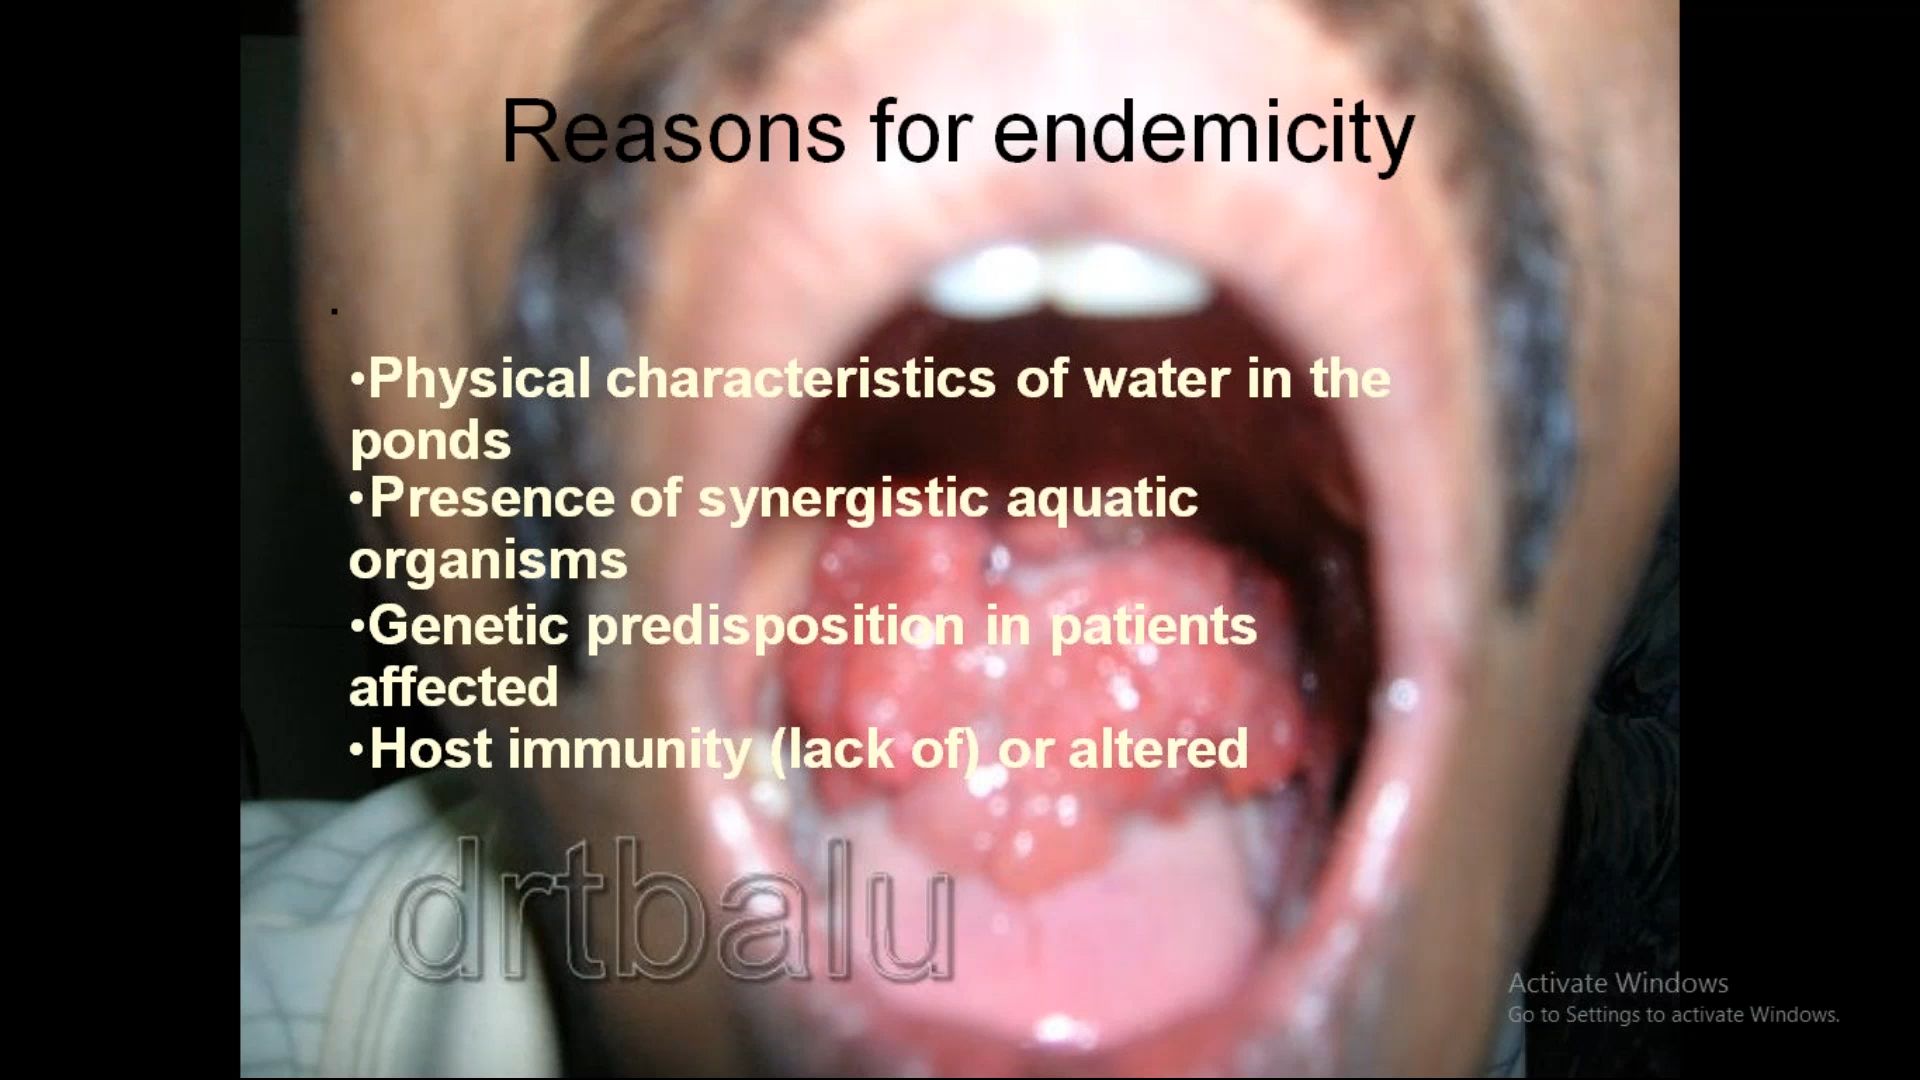 Reasons for endemicity
•Physical characteristics of water in the
ponds
•Presence of synergistic aquatic
organisms
•Genetic predisposition in patients
affected
•Host immunity (lack of) or altered
drtbalu
Activate Windows
Go to Settings to activate Windows.